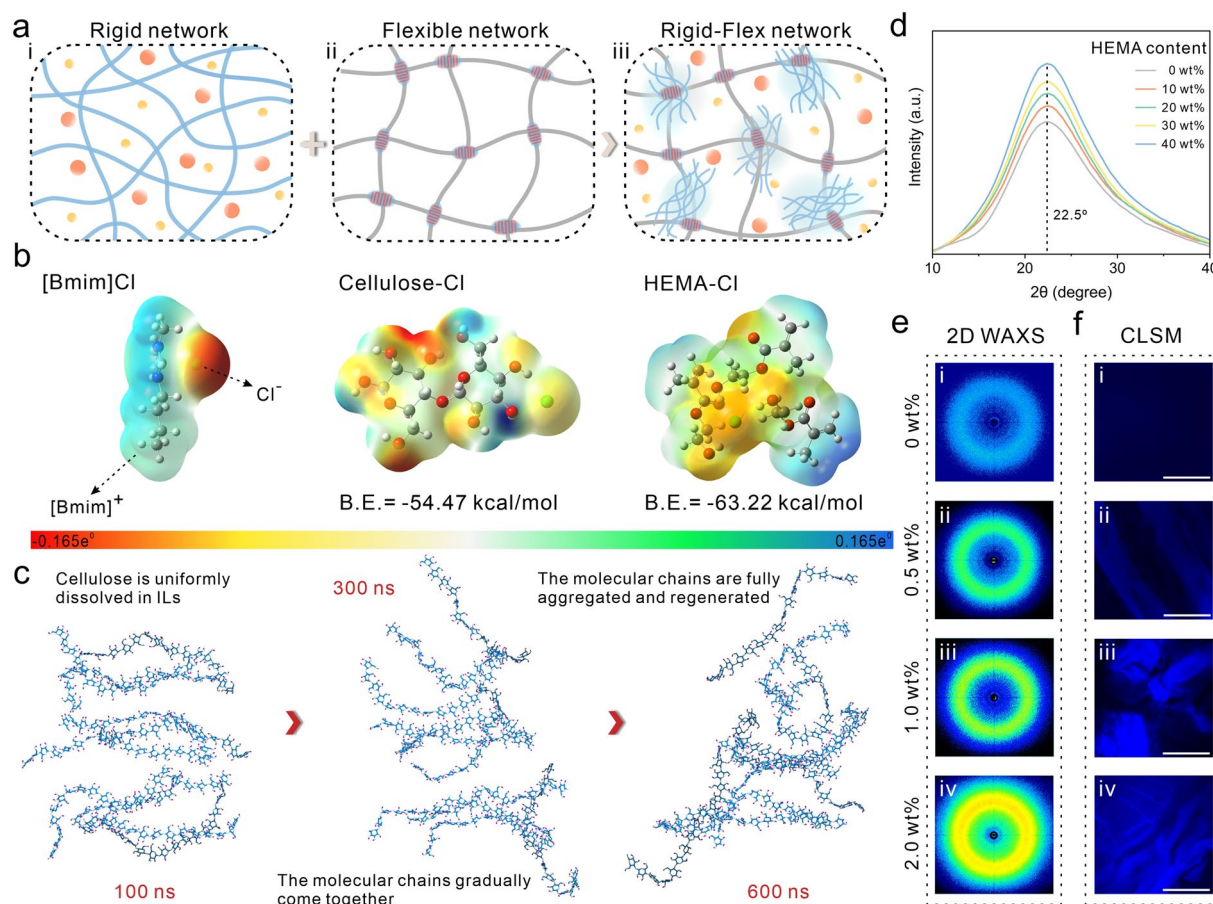 a
i
Rigid network
ii
Flexible network
iii
Rigid-Flex network
b
[Bmim]Cl
Cl⁻
[Bmim]⁺
Cellulose-Cl
B.E.= -54.47 kcal/mol
HEMA-Cl
B.E.= -63.22 kcal/mol
-0.165e⁰
0.165e⁰
c
Cellulose is uniformly
dissolved in ILs
100 ns
300 ns
The molecular chains gradually
come together
The molecular chains are fully
aggregated and regenerated
600 ns
d
Intensity (a.u.)
HEMA content
0 wt%
10 wt%
20 wt%
30 wt%
40 wt%
22.5º
10
20
30
40
2θ (degree)
e
2D WAXS
f
CLSM
0 wt%
i
i
0.5 wt%
ii
ii
1.0 wt%
iii
iii
2.0 wt%
iv
iv